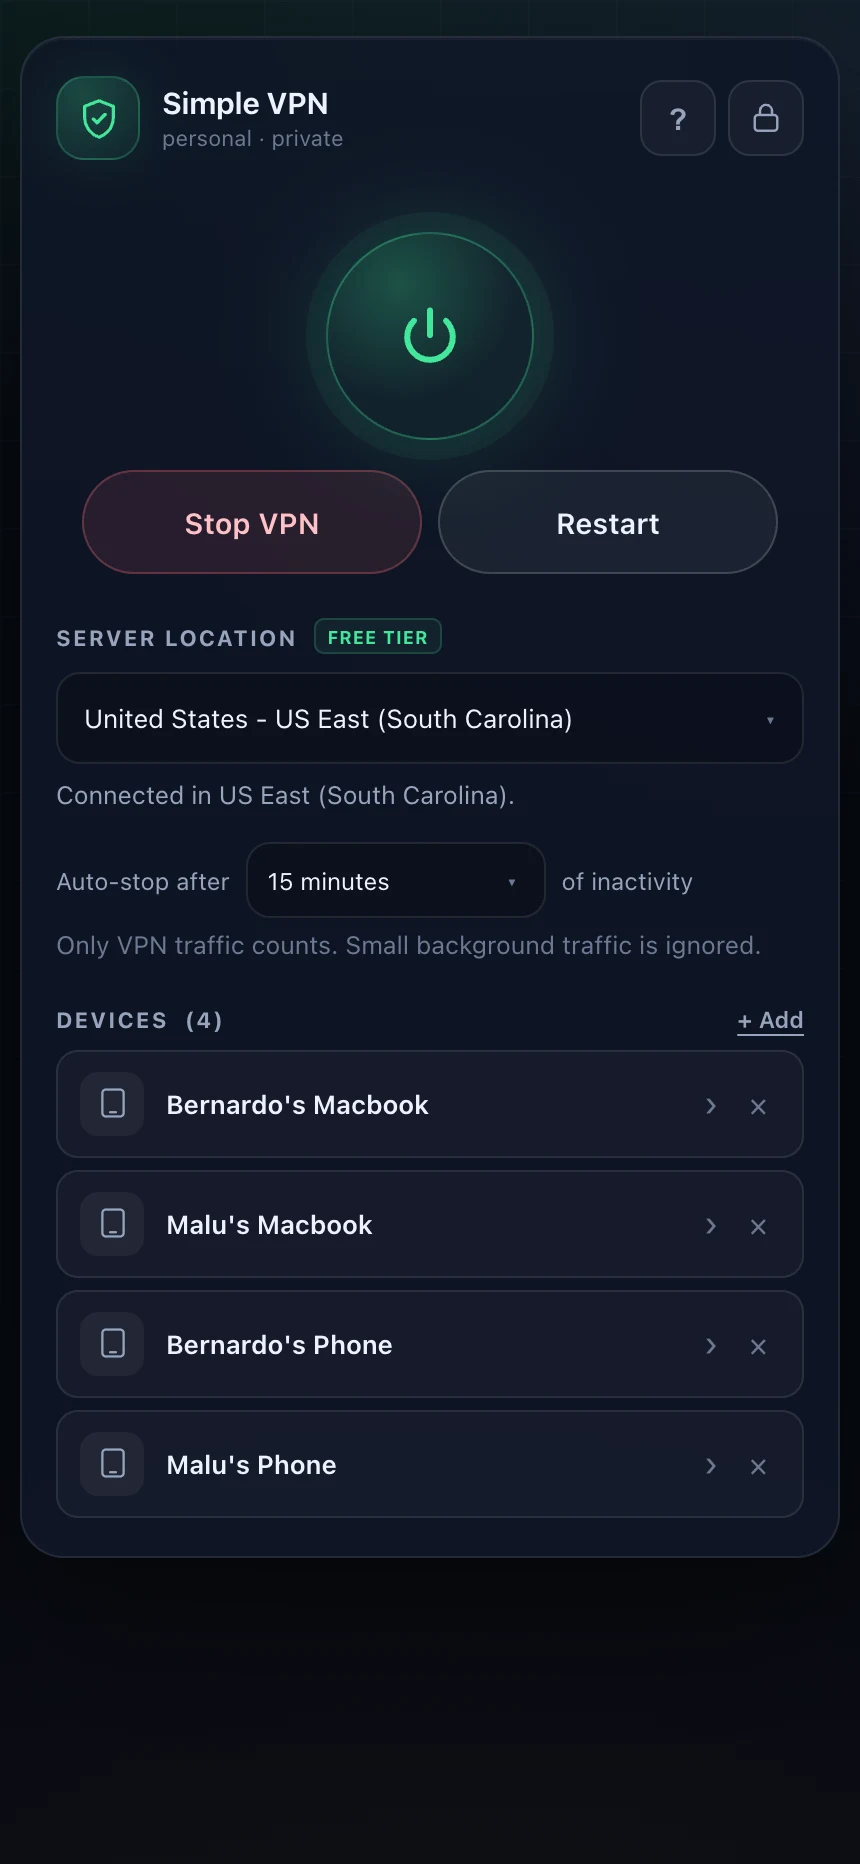 Simple VPN
personal · private
?
Stop VPN
Restart
SERVER LOCATION
FREE TIER
United States - US East (South Carolina)
Connected in US East (South Carolina).
Auto-stop after
15 minutes
of inactivity
Only VPN traffic counts. Small background traffic is ignored.
DEVICES (4)
+ Add
Bernardo's Macbook
Malu's Macbook
Bernardo's Phone
Malu's Phone